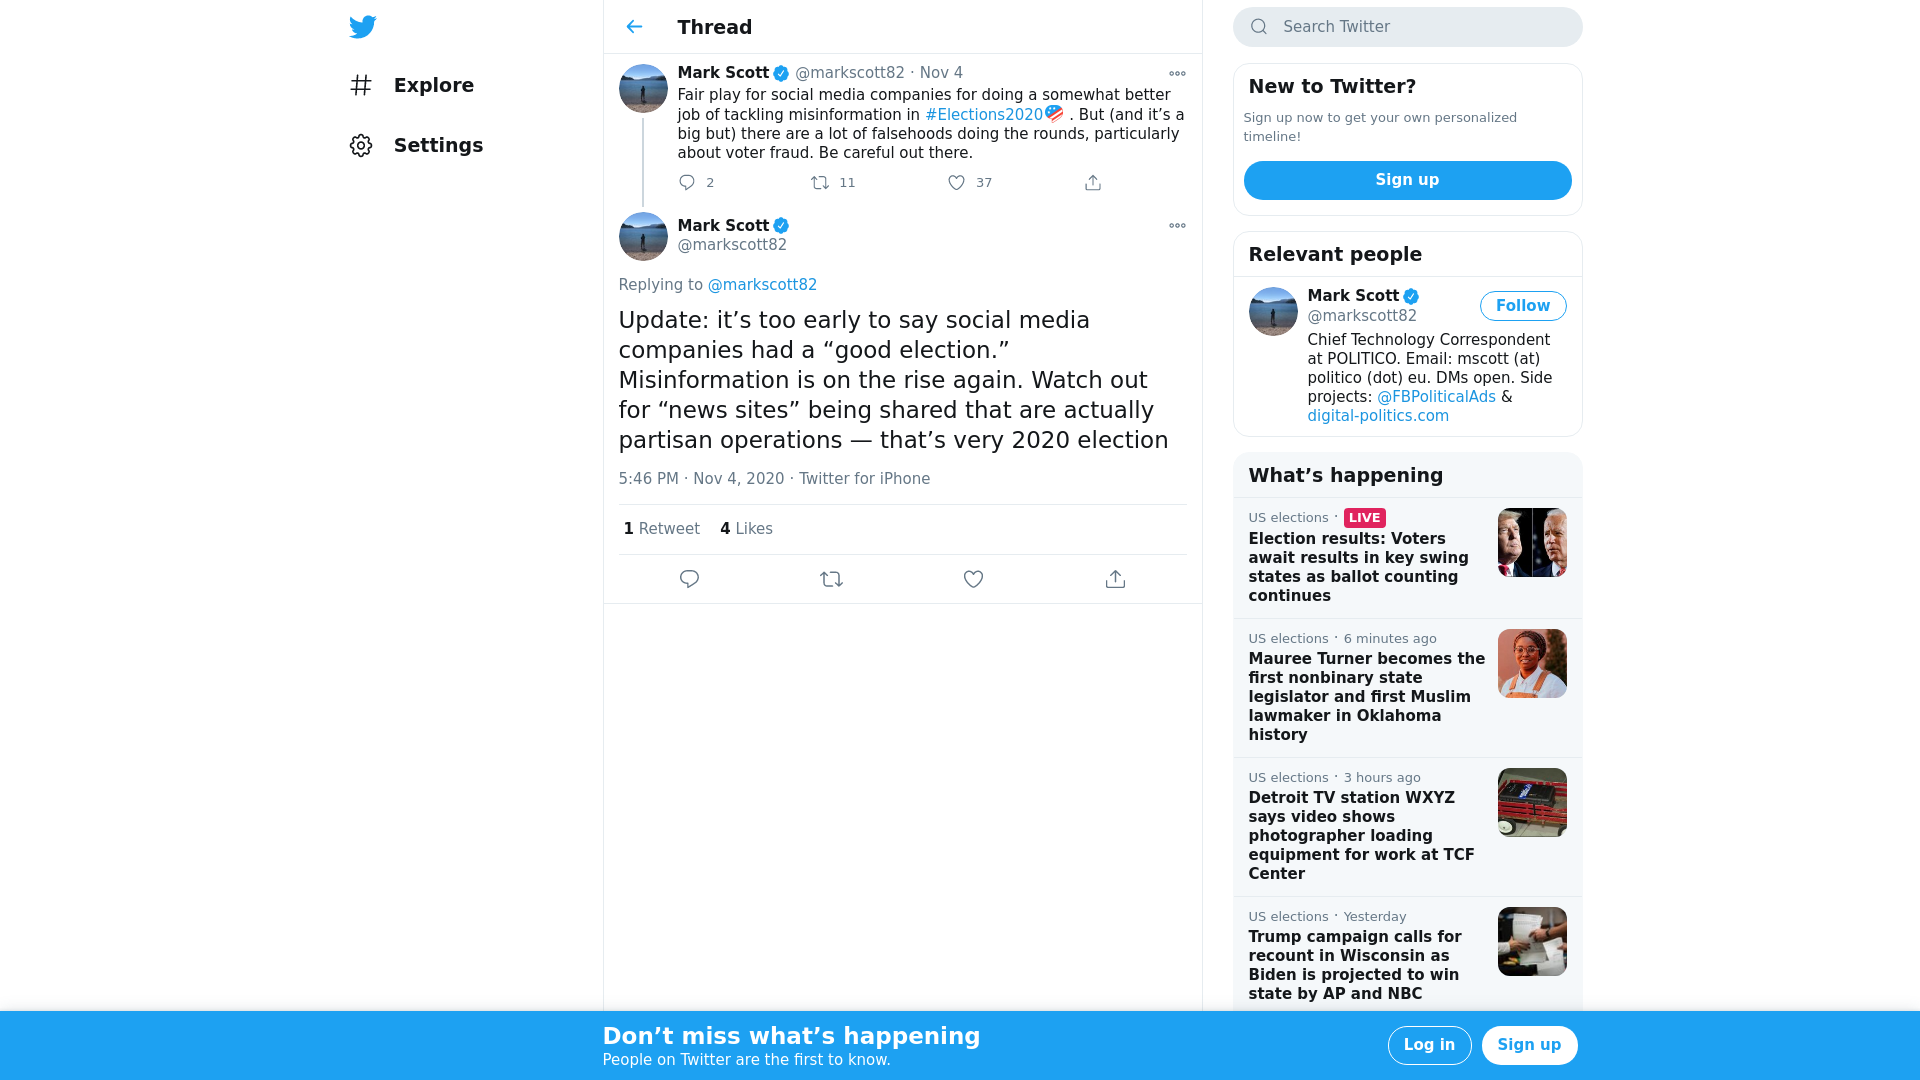 Explore
Settings
Thread
Mark Scott @markscott82 · Nov 4
Fair play for social media companies for doing a somewhat better
job of tackling misinformation in #Elections2020 . But (and it’s a
big but) there are a lot of falsehoods doing the rounds, particularly
about voter fraud. Be careful out there.
2 11 37
Mark Scott
@markscott82
Replying to @markscott82
Update: it’s too early to say social media
companies had a “good election.”
Misinformation is on the rise again. Watch out
for “news sites” being shared that are actually
partisan operations — that’s very 2020 election
5:46 PM · Nov 4, 2020 · Twitter for iPhone
1 Retweet 4 Likes
Search Twitter
New to Twitter?
Sign up now to get your own personalized
timeline!
Sign up
Relevant people
Mark Scott
@markscott82
Follow
Chief Technology Correspondent
at POLITICO. Email: mscott (at)
politico (dot) eu. DMs open. Side
projects: @FBPoliticalAds &
digital-politics.com
What’s happening
US elections · LIVE
Election results: Voters
await results in key swing
states as ballot counting
continues
US elections · 6 minutes ago
Mauree Turner becomes the
first nonbinary state
legislator and first Muslim
lawmaker in Oklahoma
history
US elections · 3 hours ago
Detroit TV station WXYZ
says video shows
photographer loading
equipment for work at TCF
Center
US elections · Yesterday
Trump campaign calls for
recount in Wisconsin as
Biden is projected to win
state by AP and NBC
Don’t miss what’s happening
People on Twitter are the first to know.
Log in
Sign up